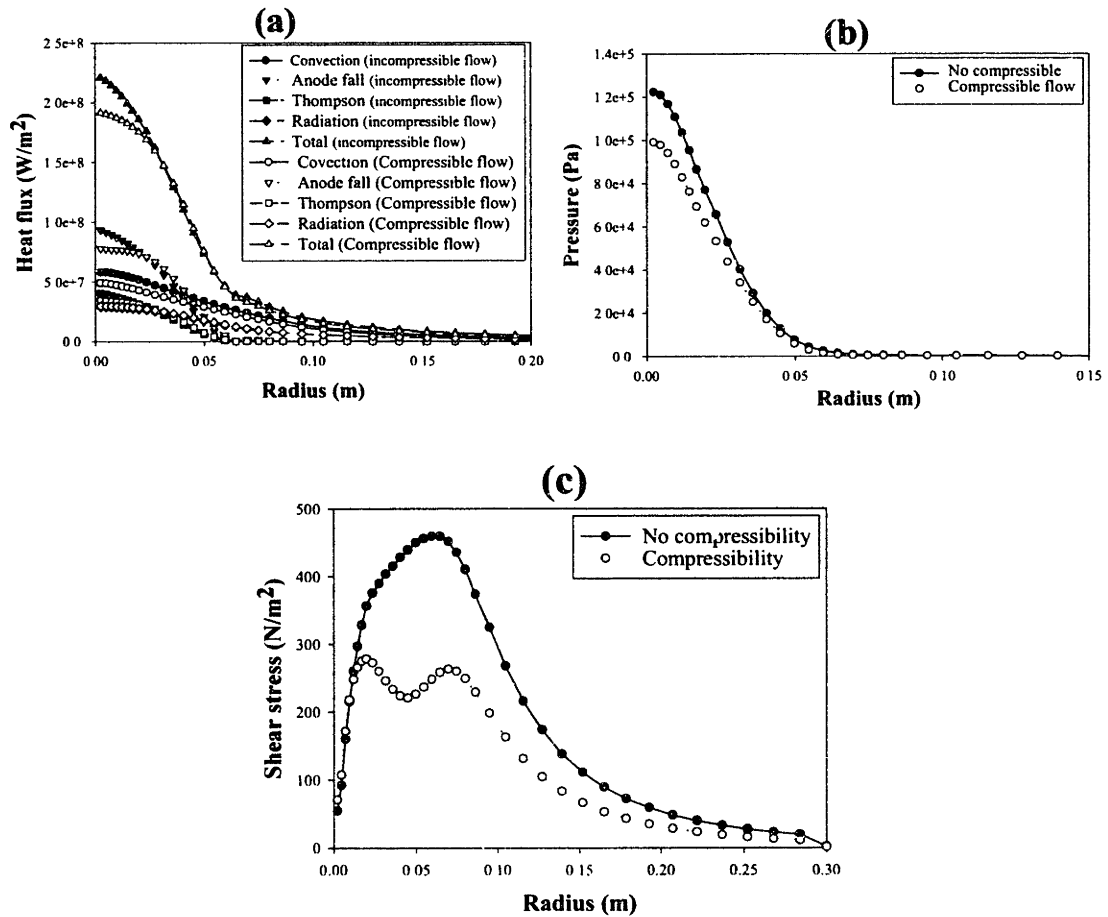 (a)
Heat flux (W/m²)
2 5e+8
2 0e+8
1 5e+8
1 0e+8
5 0e+7
0 0
Convection (incompressible flow)
Anode fall (incompressible flow)
Thompson (incompressible flow)
Radiation (incompressible flow)
Total (incompressible flow)
Covection (Compressible flow)
Anode fall (Compressible flow)
Thompson (Compressible flow)
Radiation (Compressible flow)
Total (Compressible flow)
0.00 0.05 0.10 0.15 0.20
Radius (m)
(b)
Pressure (Pa)
1.4e+5
1 2e+5
1 0e+5
8 0e+4
6 0e+4
4 0e+4
2 0e+4
0 0
No compressible
Compressible flow
0.00 0 05 0 10 0.15
Radius (m)
(c)
Shear stress (N/m²)
500
400
300
200
100
0
No compressibility
Compressibility
0 00 0 05 0 10 0 15 0 20 0.25 0.30
Radius (m)